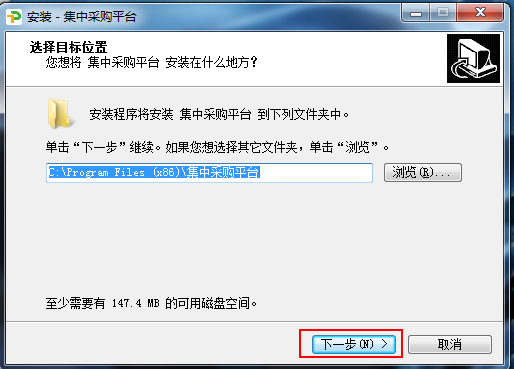 安装 - 集中采购平台
选择目标位置
您想将 集中采购平台 安装在什么地方？
安装程序将安装 集中采购平台 到下列文件夹中。
单击“下一步”继续。如果您想选择其它文件夹，单击“浏览”。
C:\Program Files (x86)\集中采购平台
浏览(R)...
至少需要有 147.4 MB 的可用磁盘空间。
下一步(N) >
取消